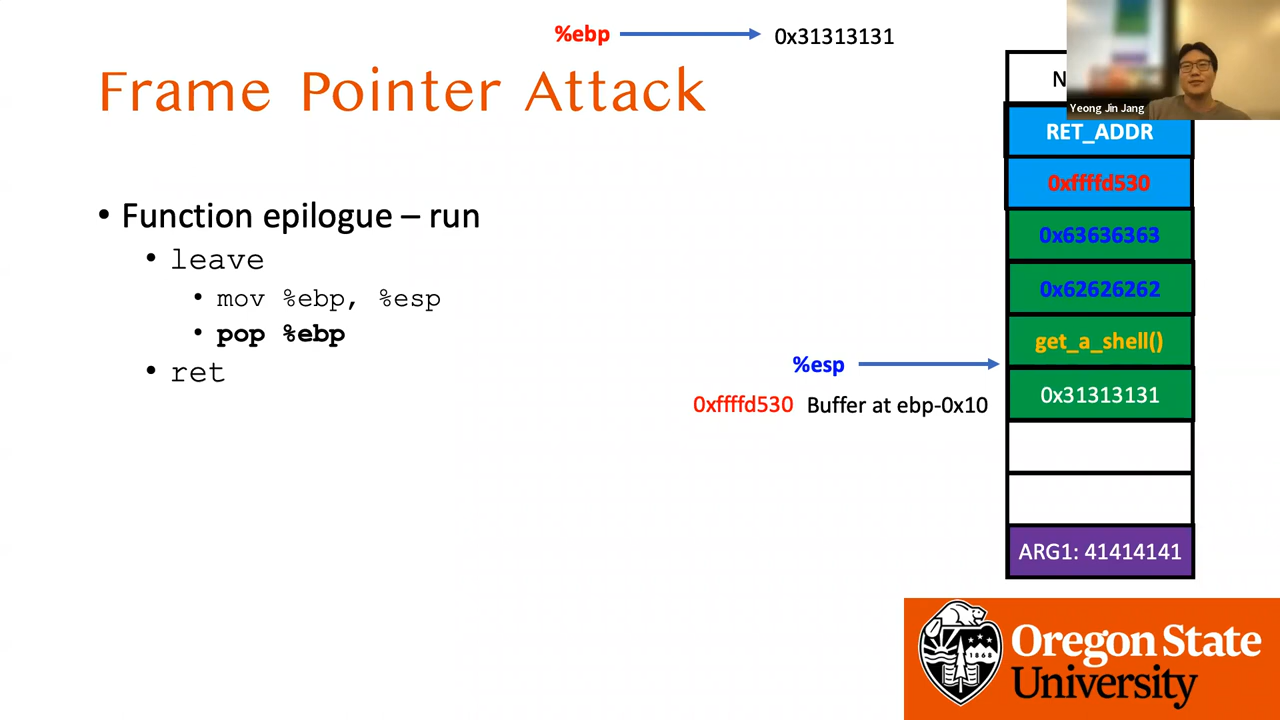 %ebp
0x31313131
Frame Pointer Attack
Yeong Jin Jang
RET_ADDR
0xffffd530
• Function epilogue – run
0x63636363
• leave
• mov %ebp, %esp
0x62626262
• pop %ebp
get_a_shell()
• ret
%esp
0xffffd530 Buffer at ebp-0x10
0x31313131
ARG1: 41414141
1868
Oregon State
University